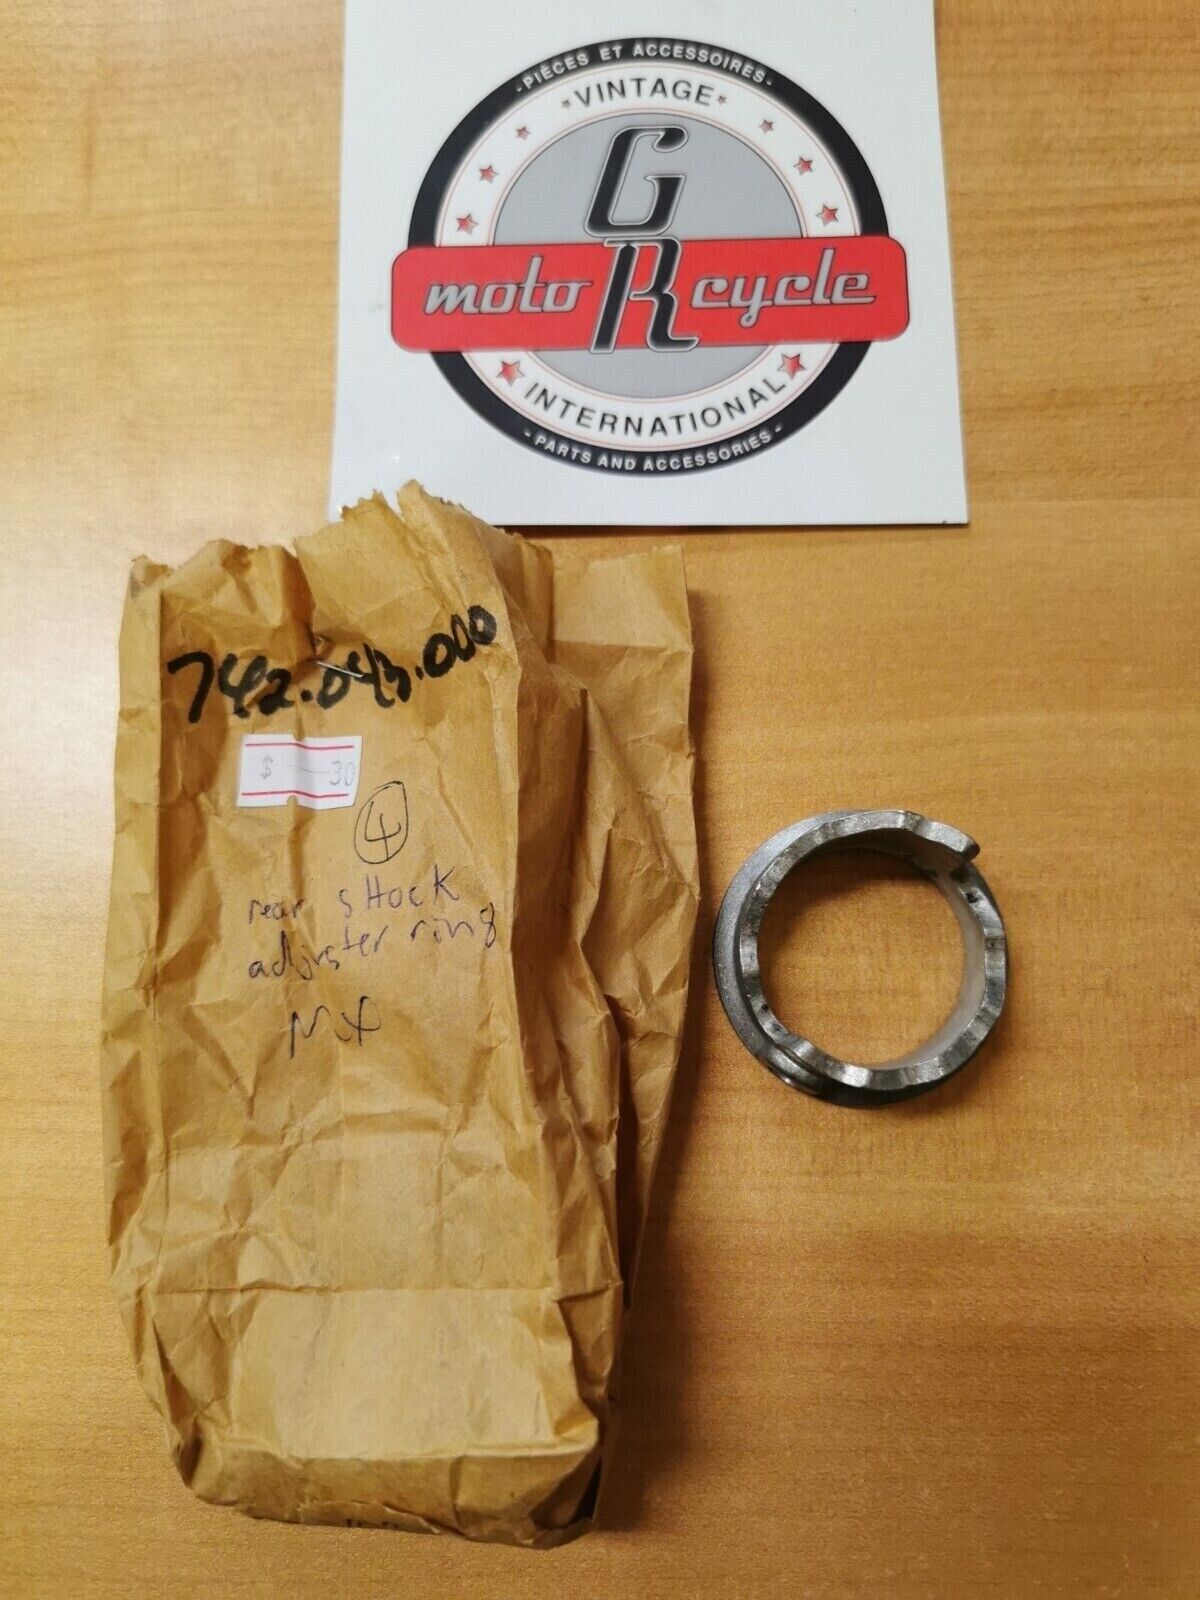 -PIÈCES ET ACCESSOIRES-
VINTAGE
GR
moto cycle
INTERNATIONAL
- PARTS AND ACCESSORIES -
742.043.000
$ 30
4
rear sHock
adjuster ring
MX